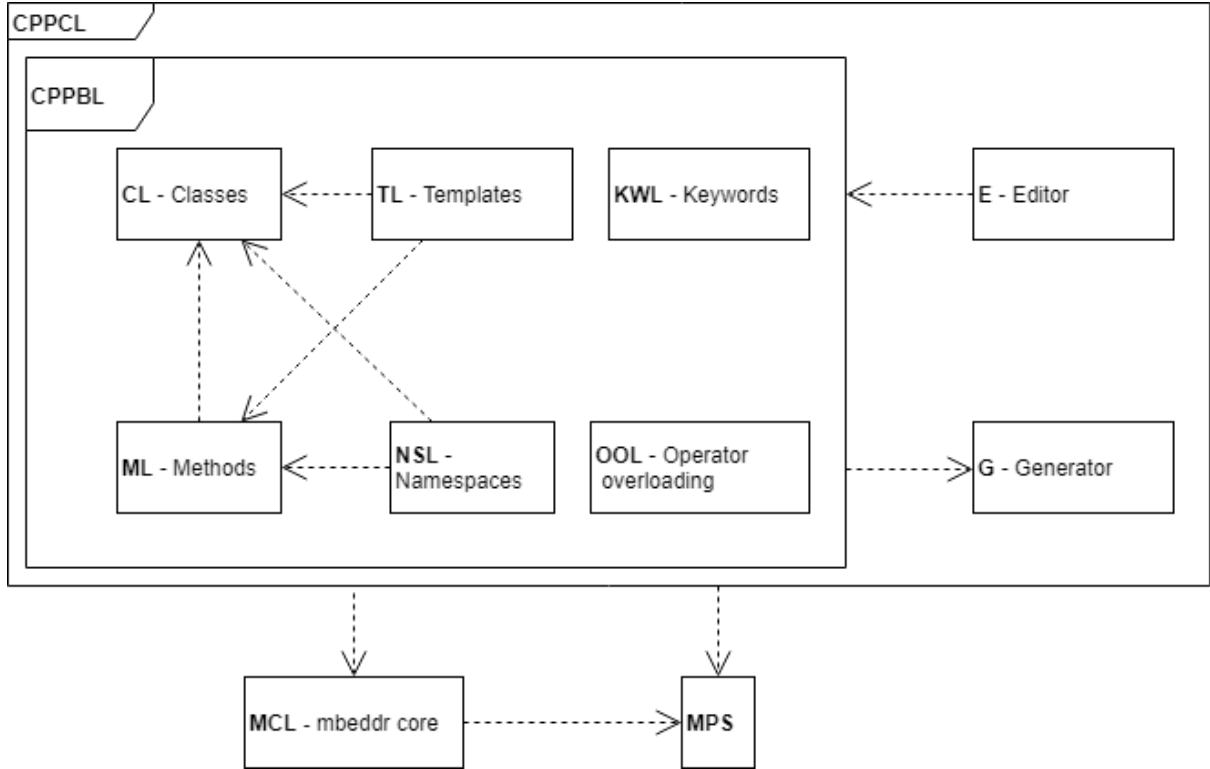 CPPCL
CPPBL
CL - Classes
TL - Templates
KWL - Keywords
E - Editor
ML - Methods
NSL -
Namespaces
OOL - Operator
overloading
G - Generator
MCL - mbeddr core
MPS